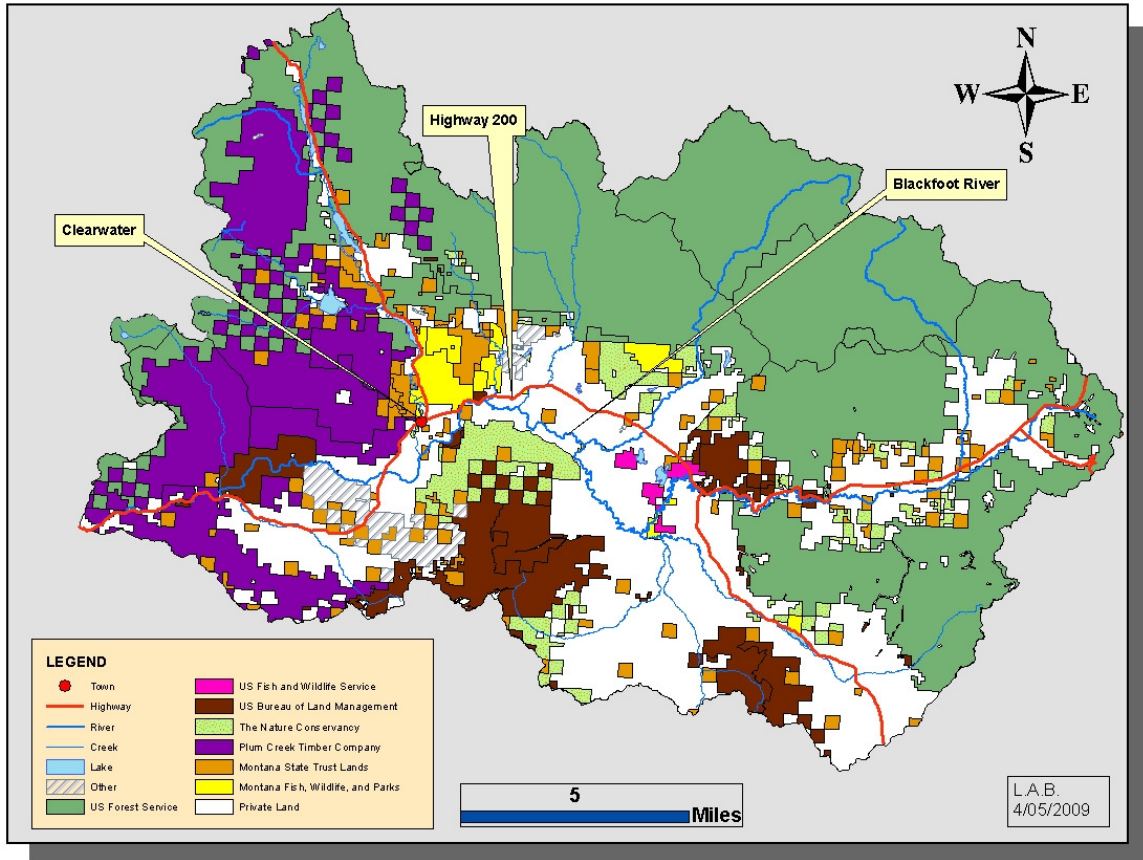 N
Highway 200
W E
S
Blackfoot River
Clearwater
LEGEND
Town
Highway
River
Creek
Lake
Other
US Forest Service
US Fish and Wildlife Service
US Bureau of Land Management
The Nature Conservancy
Plum Creek Timber Company
Montana State Trust Lands
Montana Fish, Wildlife, and Parks
Private Land
5
Miles
L.A.B.
4/05/2009